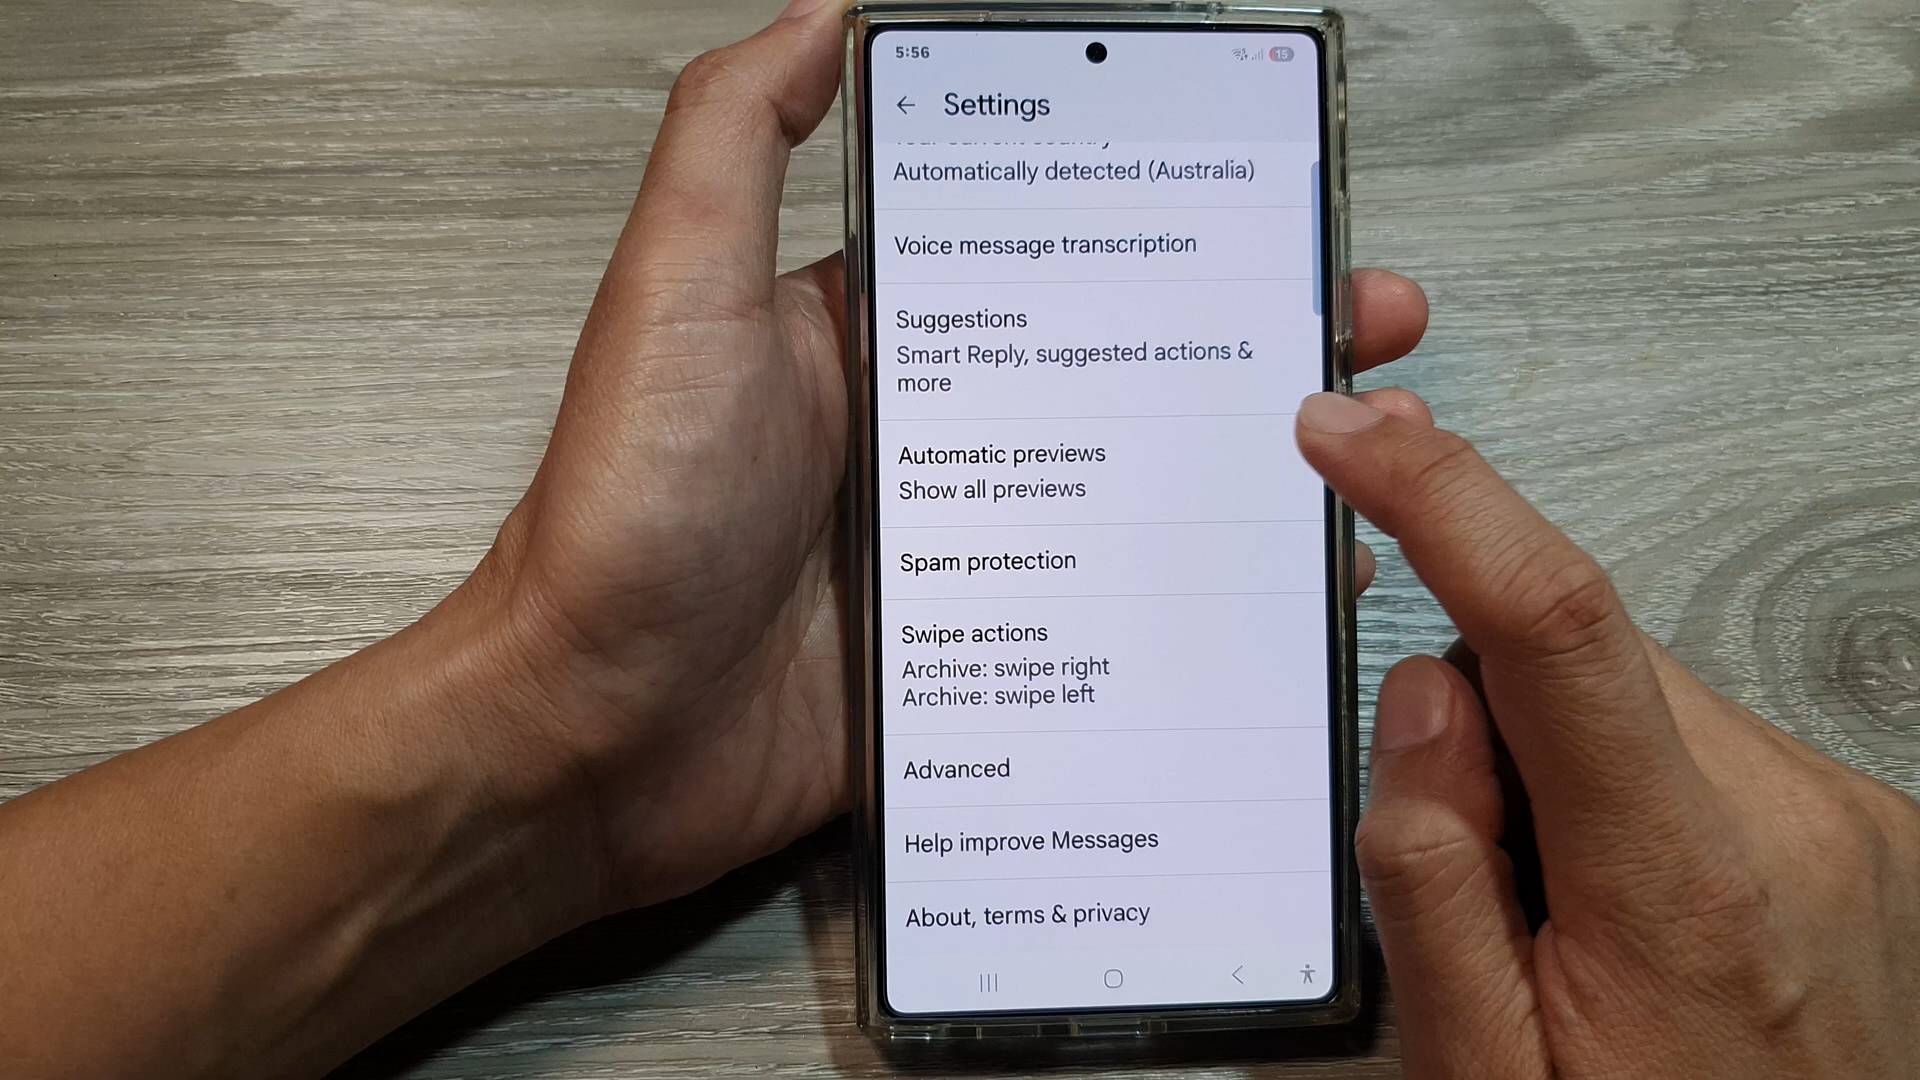 5:56
15
Settings
Automatically detected (Australia)
Voice message transcription
Suggestions
Smart Reply, suggested actions &
more
Automatic previews
Show all previews
Spam protection
Swipe actions
Archive: swipe right
Archive: swipe left
Advanced
Help improve Messages
About, terms & privacy